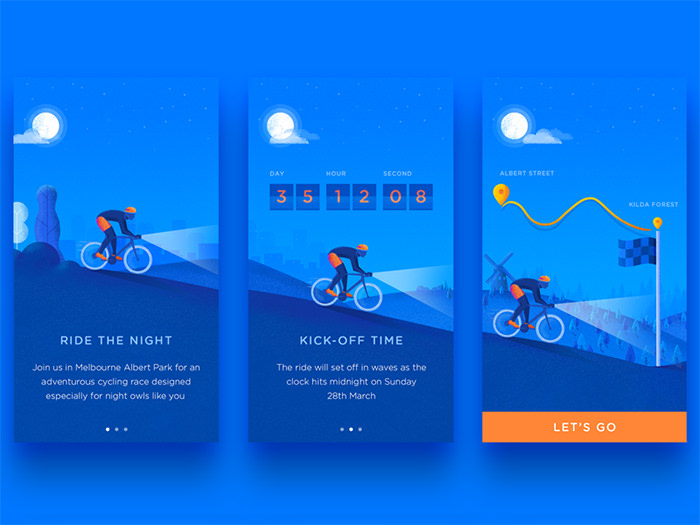 RIDE THE NIGHT
Join us in Melbourne Albert Park for an
adventurous cycling race designed
especially for night owls like you
DAY HOUR SECOND
35 12 08
KICK-OFF TIME
The ride will set off in waves as the
clock hits midnight on Sunday
28th March
ALBERT STREET
KILDA FOREST
LET'S GO